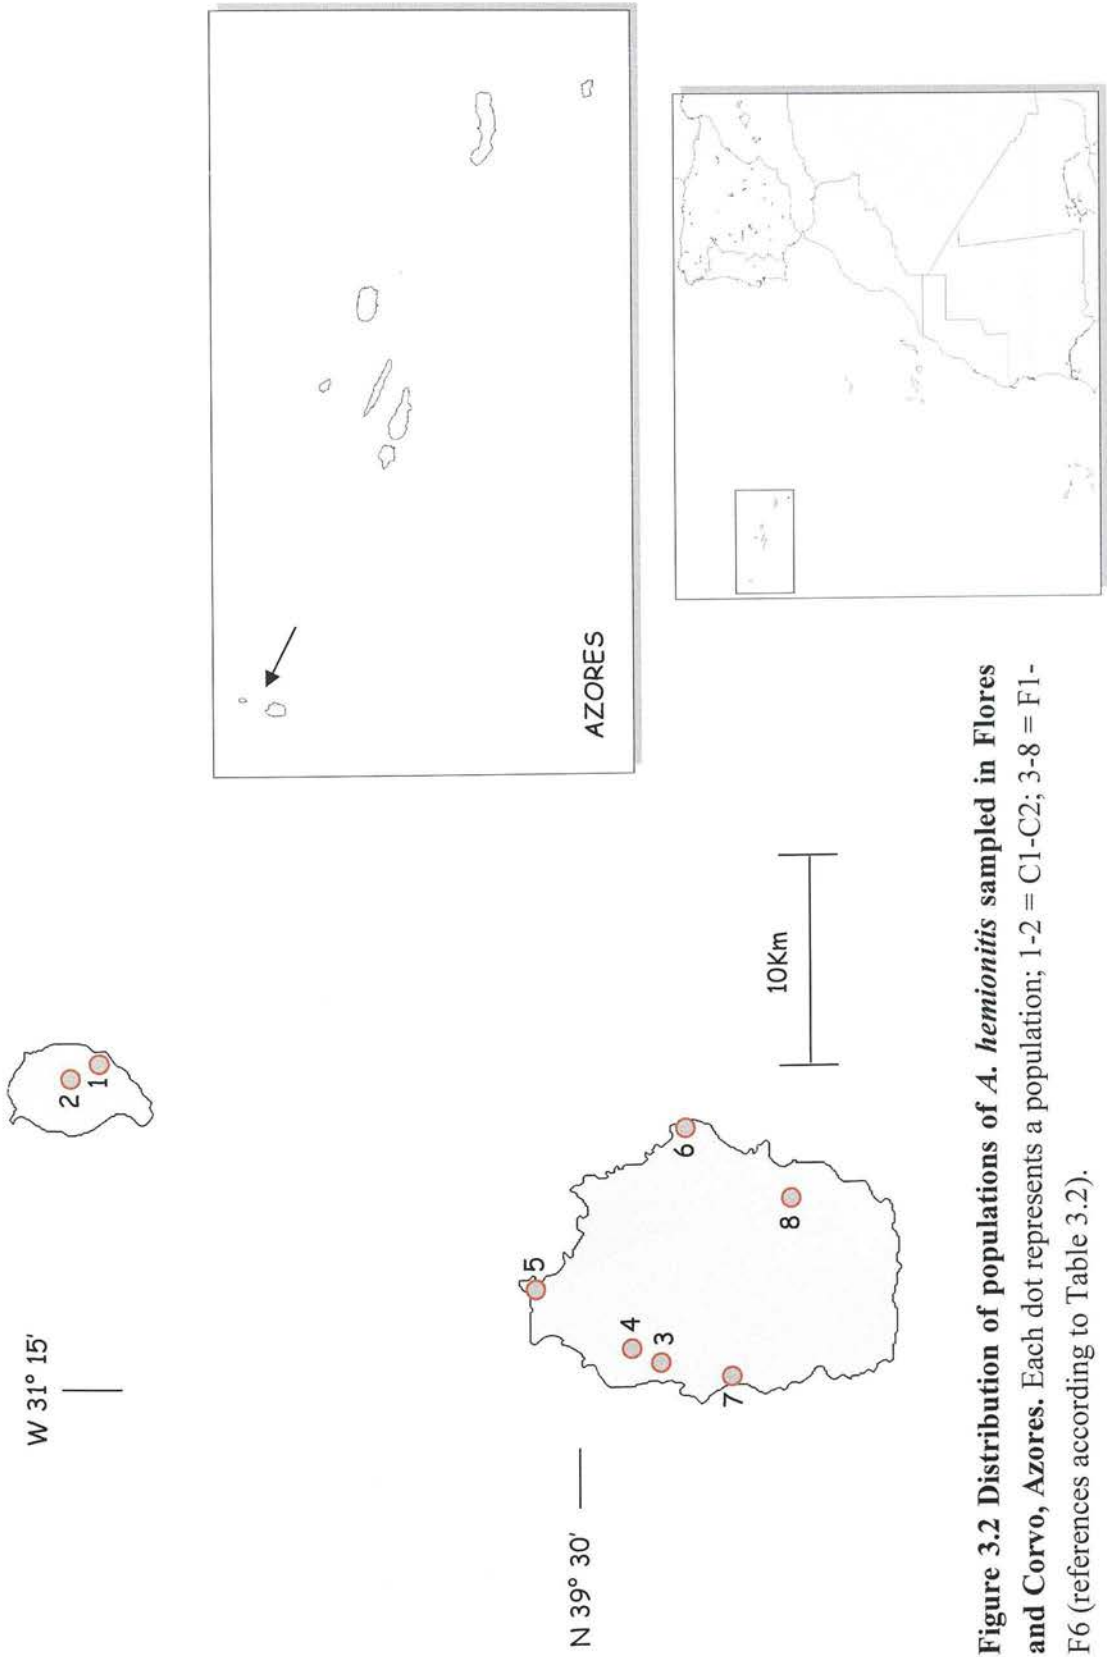 W 31° 15'
2
1
N 39° 30'
5
4
3
7
6
8
10Km
AZORES
Figure 3.2 Distribution of populations of A. hemionitis sampled in Flores
and Corvo, Azores. Each dot represents a population; 1-2 = C1-C2; 3-8 = F1-
F6 (references according to Table 3.2).